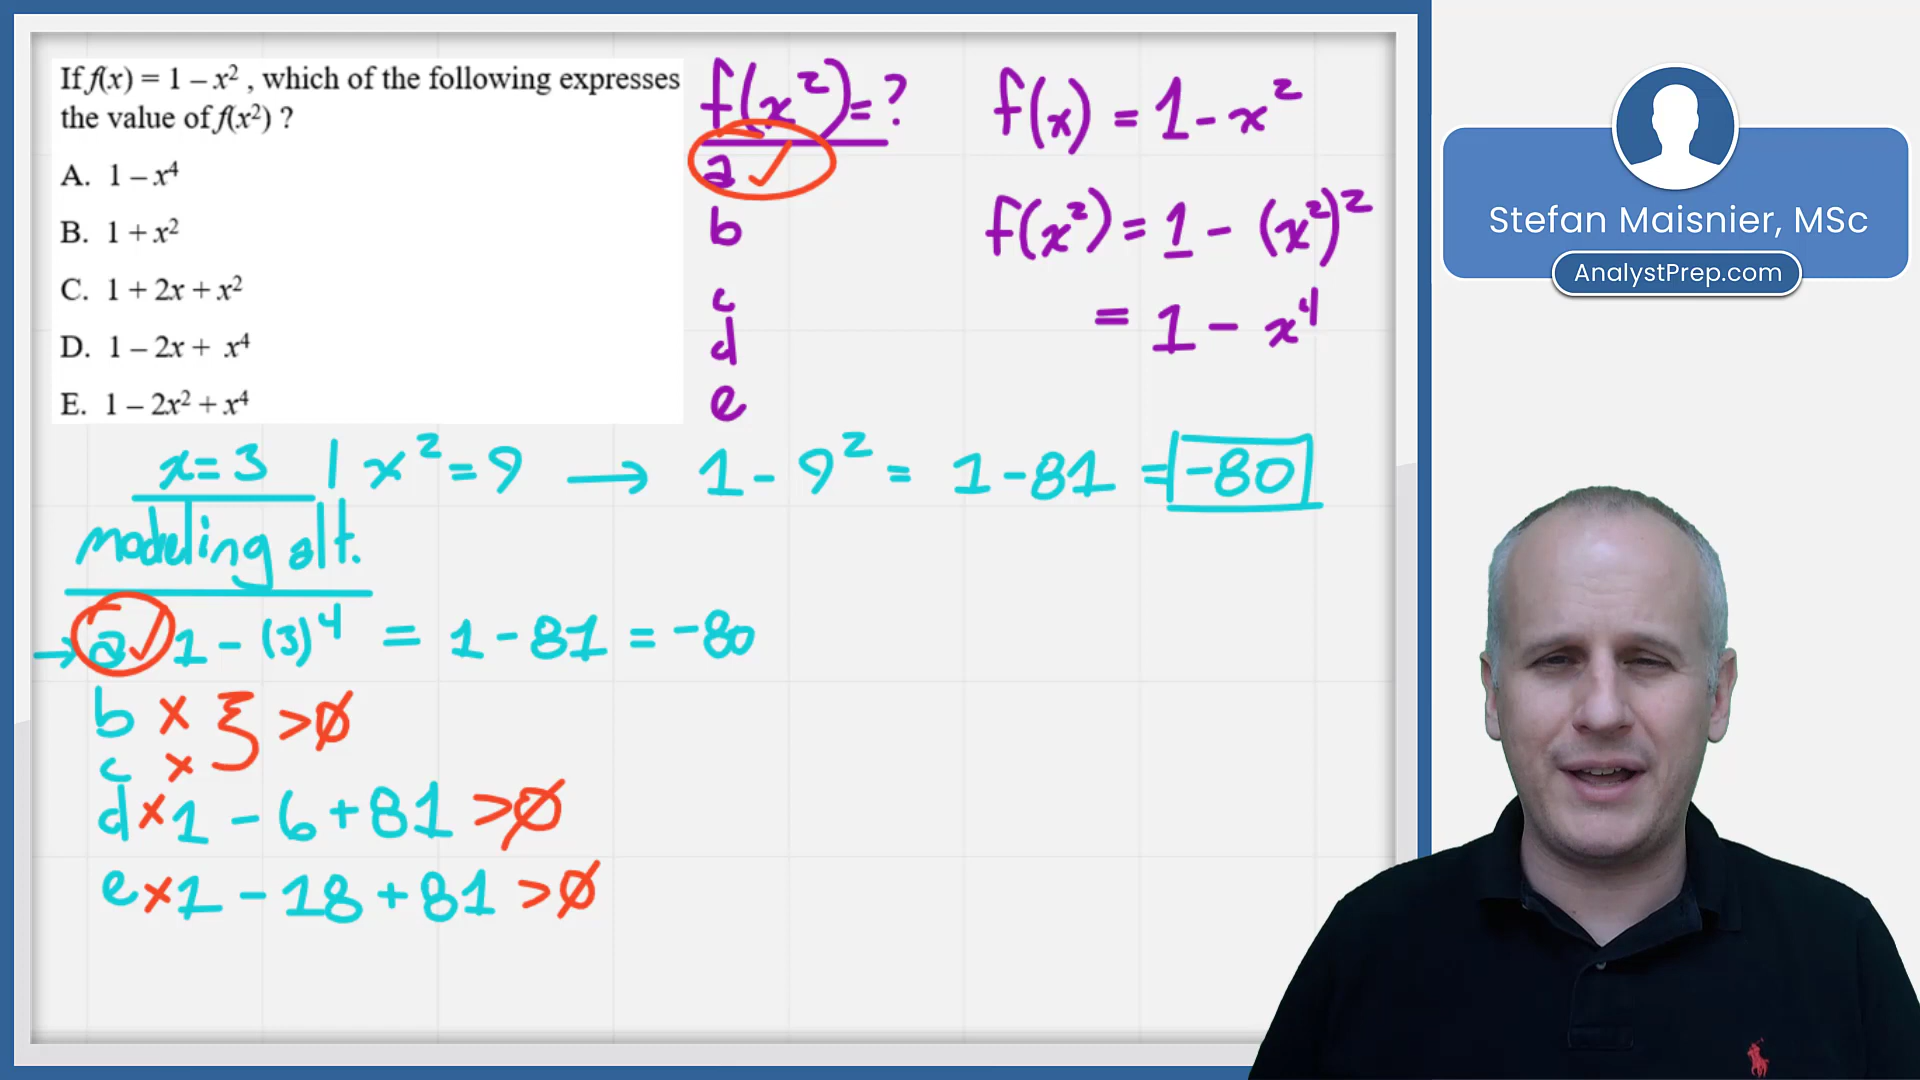 If f(x) = 1 – x², which of the following expresses
the value of f(x²) ?
A. 1 – x⁴
B. 1 + x²
C. 1 + 2x + x²
D. 1 – 2x + x⁴
E. 1 – 2x² + x⁴
f(x²) = ?
a ✓
b
c
d
e
f(x) = 1 - x²
f(x²) = 1 - (x²)²
= 1 - x⁴
x = 3 | x² = 9 → 1 - 9² = 1 - 81 = -80
modeling alt.
→ a ✓ 1 - (3)⁴ = 1 - 81 = -80
b × } > 0
c ×
d × 1 - 6 + 81 > 0
e × 1 - 18 + 81 > 0
Stefan Maisnier, MSc
AnalystPrep.com